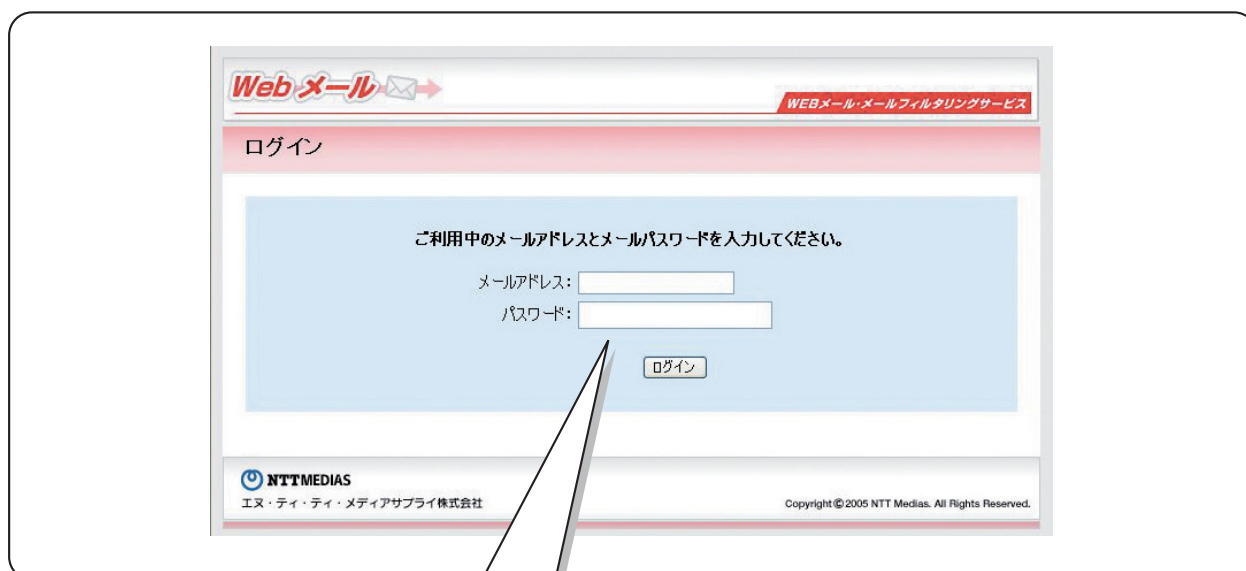 Webメール
WEBメール・メールフィルタリングサービス
ログイン
ご利用中のメールアドレスとメールパスワードを入力してください。
メールアドレス：
パスワード：
ログイン
NTTMEDIAS
エヌ・ティ・ティ・メディアサプライ株式会社
Copyright©2005 NTT Medias. All Rights Reserved.